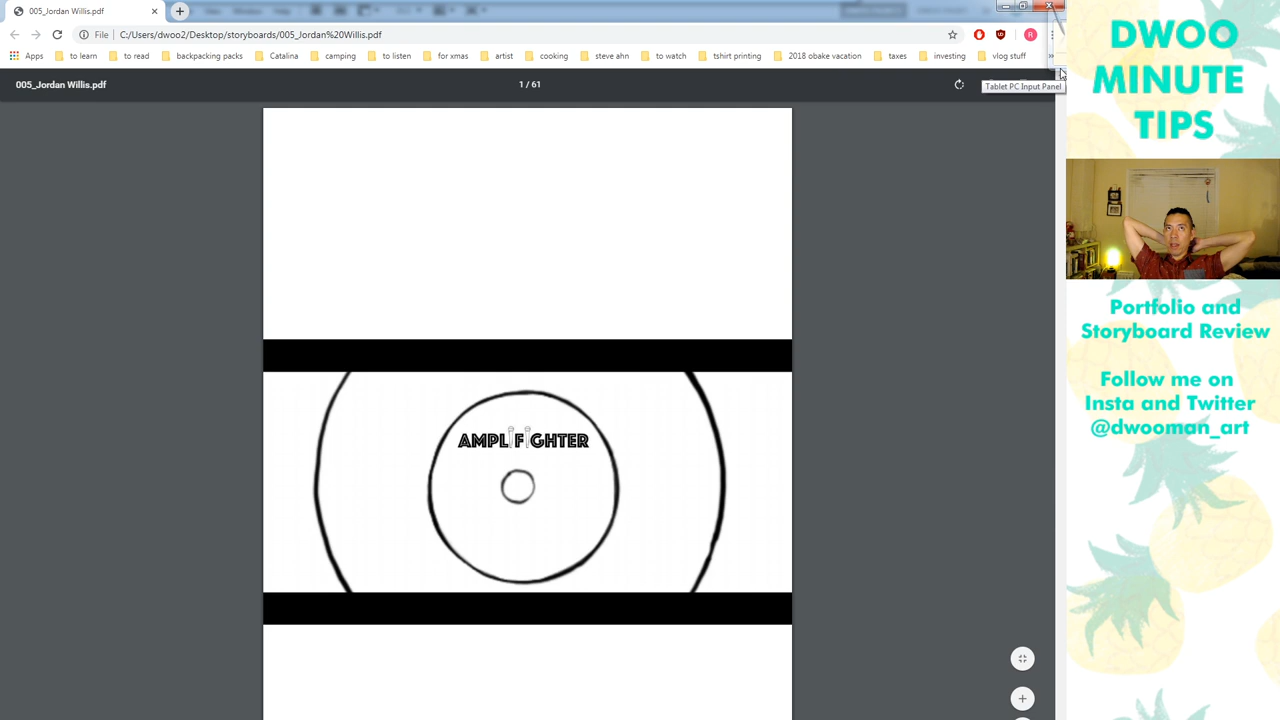 005_Jordan Willis.pdf
File
C:/Users/dwoo2/Desktop/storyboards/005_Jordan%20Willis.pdf
Apps
to learn
to read
backpacking packs
Catalina
camping
to listen
for xmas
artist
cooking
steve ahn
to watch
tshirt printing
2018 obake vacation
taxes
investing
vlog stuff
005_Jordan Willis.pdf
1 / 61
Tablet PC Input Panel
AMPLIFIGHTER
DWOO
MINUTE
TIPS
Portfolio and
Storyboard Review
Follow me on
Insta and Twitter
@dwooman_art